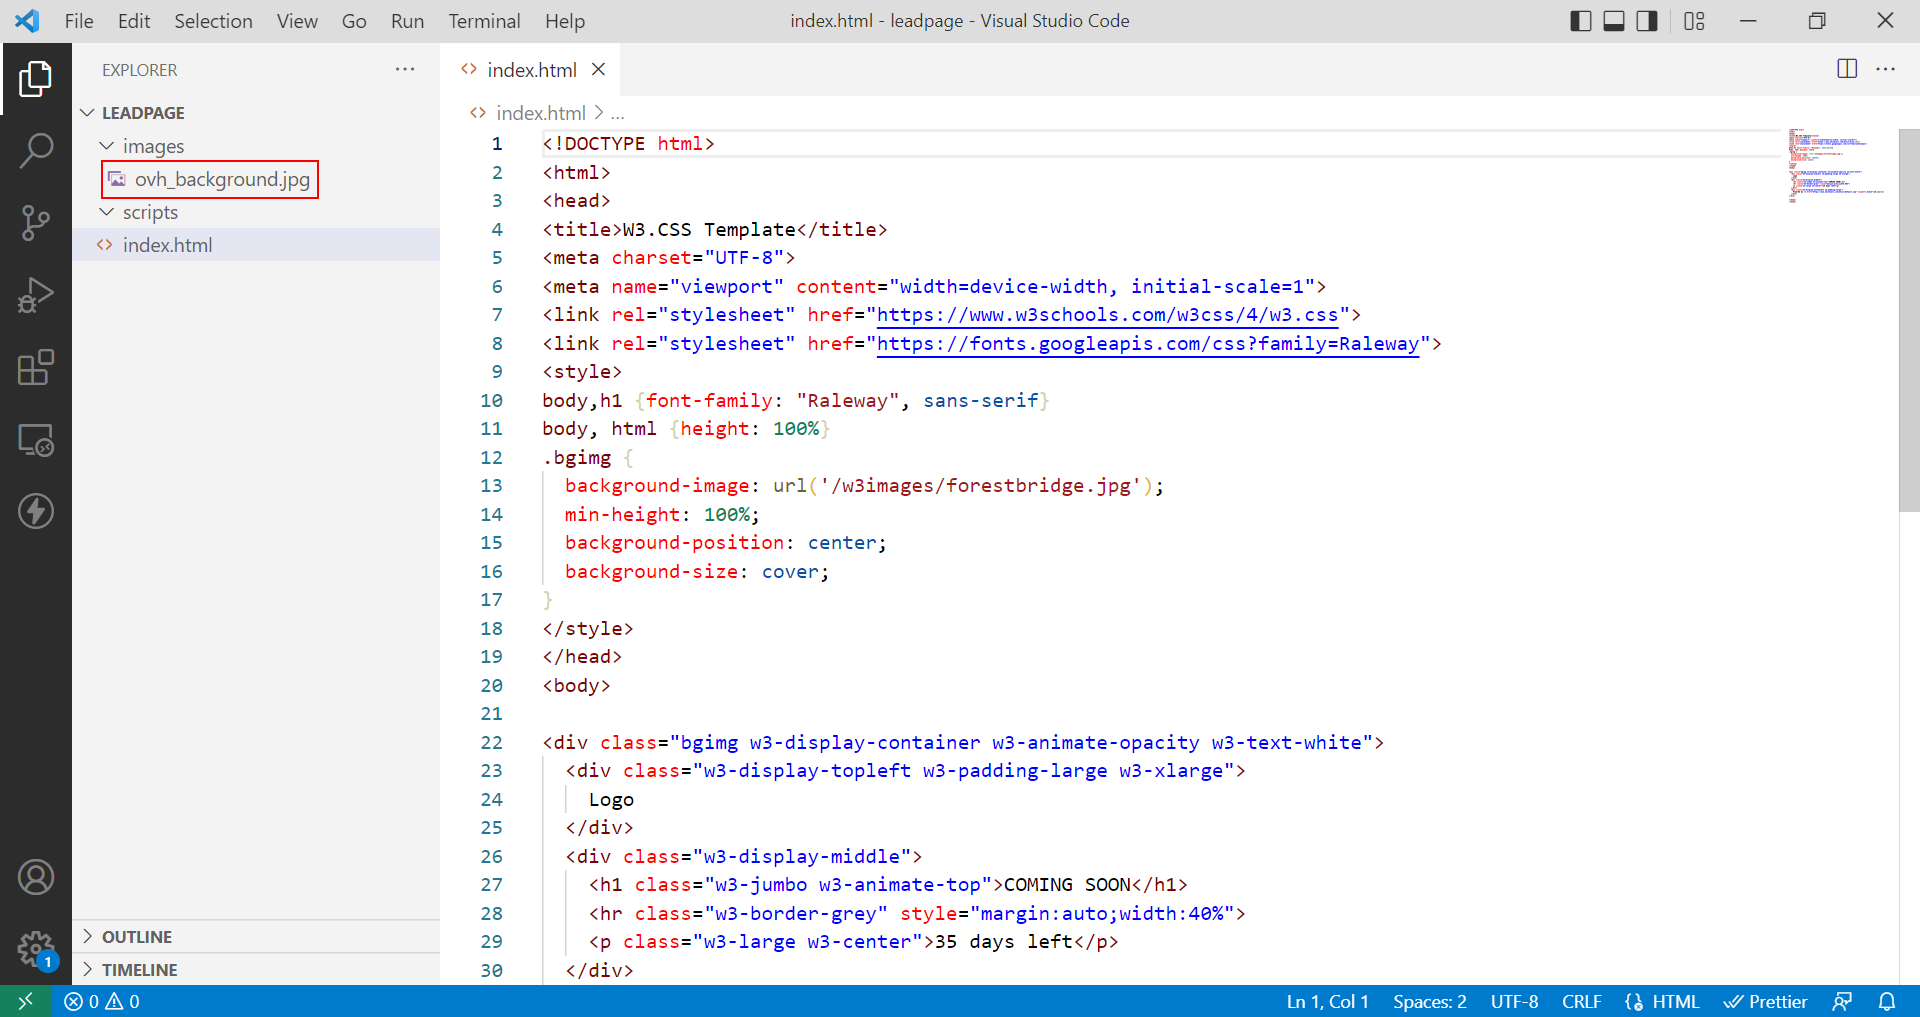 File Edit Selection View Go Run Terminal Help
index.html - leadpage - Visual Studio Code
EXPLORER
LEADPAGE
images
ovh_background.jpg
scripts
index.html
OUTLINE
TIMELINE
1
index.html
index.html > ...
1 <!DOCTYPE html>
2 <html>
3 <head>
4 <title>W3.CSS Template</title>
5 <meta charset="UTF-8">
6 <meta name="viewport" content="width=device-width, initial-scale=1">
7 <link rel="stylesheet" href="https://www.w3schools.com/w3css/4/w3.css">
8 <link rel="stylesheet" href="https://fonts.googleapis.com/css?family=Raleway">
9 <style>
10 body,h1 {font-family: "Raleway", sans-serif}
11 body, html {height: 100%}
12 .bgimg {
13 background-image: url('/w3images/forestbridge.jpg');
14 min-height: 100%;
15 background-position: center;
16 background-size: cover;
17 }
18 </style>
19 </head>
20 <body>
21
22 <div class="bgimg w3-display-container w3-animate-opacity w3-text-white">
23 <div class="w3-display-topleft w3-padding-large w3-xlarge">
24 Logo
25 </div>
26 <div class="w3-display-middle">
27 <h1 class="w3-jumbo w3-animate-top">COMING SOON</h1>
28 <hr class="w3-border-grey" style="margin:auto;width:40%">
29 <p class="w3-large w3-center">35 days left</p>
30 </div>
0 0
Ln 1, Col 1 Spaces: 2 UTF-8 CRLF HTML Prettier